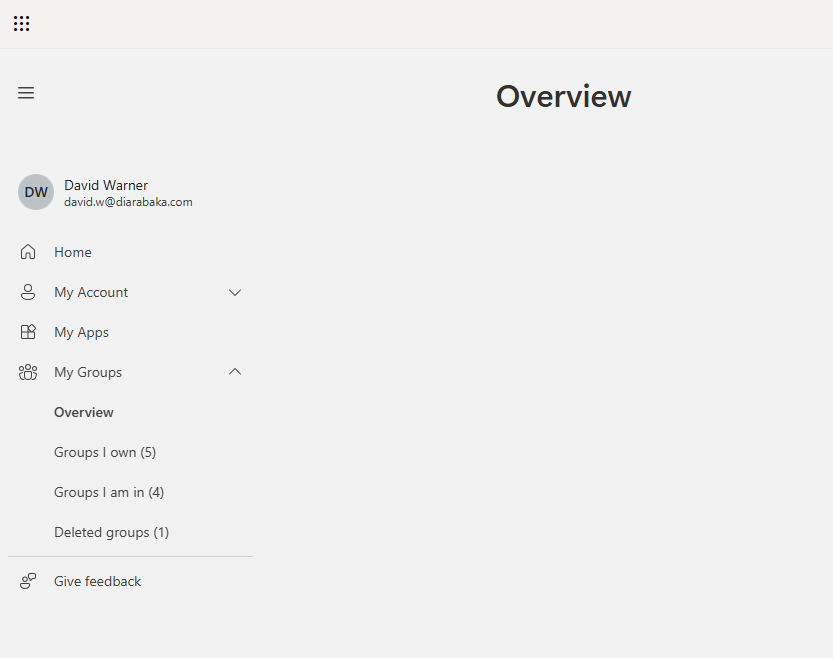 Overview
DW
David Warner
david.w@diarabaka.com
Home
My Account
My Apps
My Groups
Overview
Groups I own (5)
Groups I am in (4)
Deleted groups (1)
Give feedback